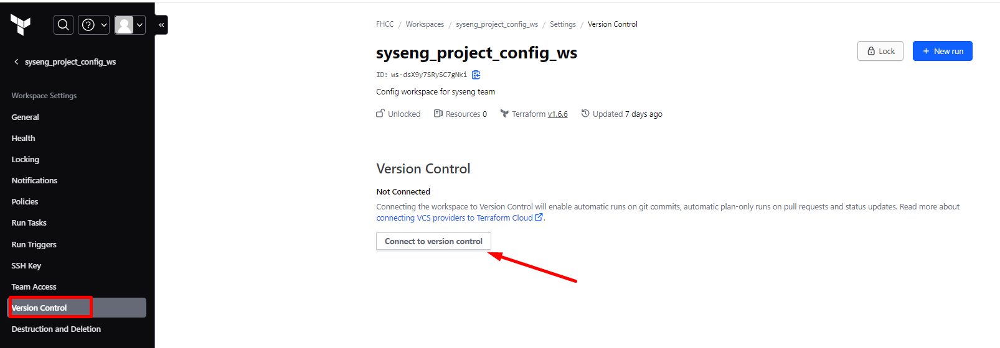 «
syseng_project_config_ws
Workspace Settings
General
Health
Locking
Notifications
Policies
Run Tasks
Run Triggers
SSH Key
Team Access
Version Control
Destruction and Deletion
FHCC / Workspaces / syseng_project_config_ws / Settings / Version Control
syseng_project_config_ws
Lock
+ New run
ID: ws-dsX9y7SRySC7gNki
Config workspace for syseng team
Unlocked Resources 0 Terraform v1.6.6 Updated 7 days ago
Version Control
Not Connected
Connecting the workspace to Version Control will enable automatic runs on git commits, automatic plan-only runs on pull requests and status updates. Read more about
connecting VCS providers to Terraform Cloud.
Connect to version control